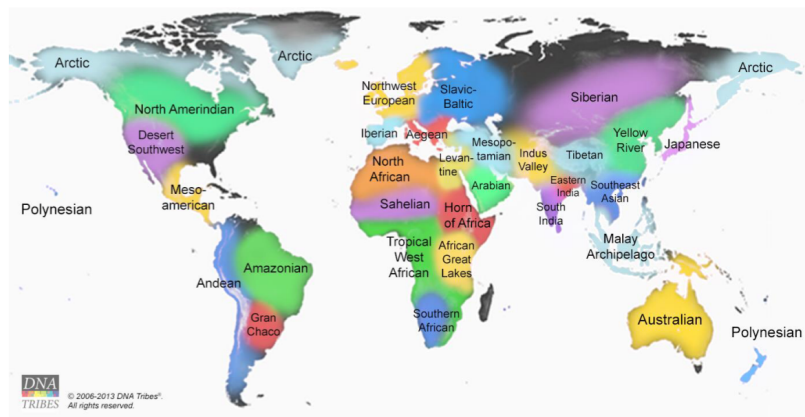 Arctic
Arctic
Arctic
North Amerindian
Desert
Southwest
Meso-
american
Polynesian
Andean
Amazonian
Gran
Chaco
Northwest
European
Slavic-
Baltic
Iberian
Aegean
Mesopo-
tamian
Levan-
tine
North
African
Arabian
Sahelian
Horn
of Africa
Tropical
West
African
African
Great
Lakes
Southern
African
Siberian
Indus
Valley
Tibetan
Yellow
River
Japanese
Eastern
India
South
India
Southeast
Asian
Malay
Archipelago
Australian
Polynesian
DNA
TRIBES
© 2006-2013 DNA Tribes®.
All rights reserved.